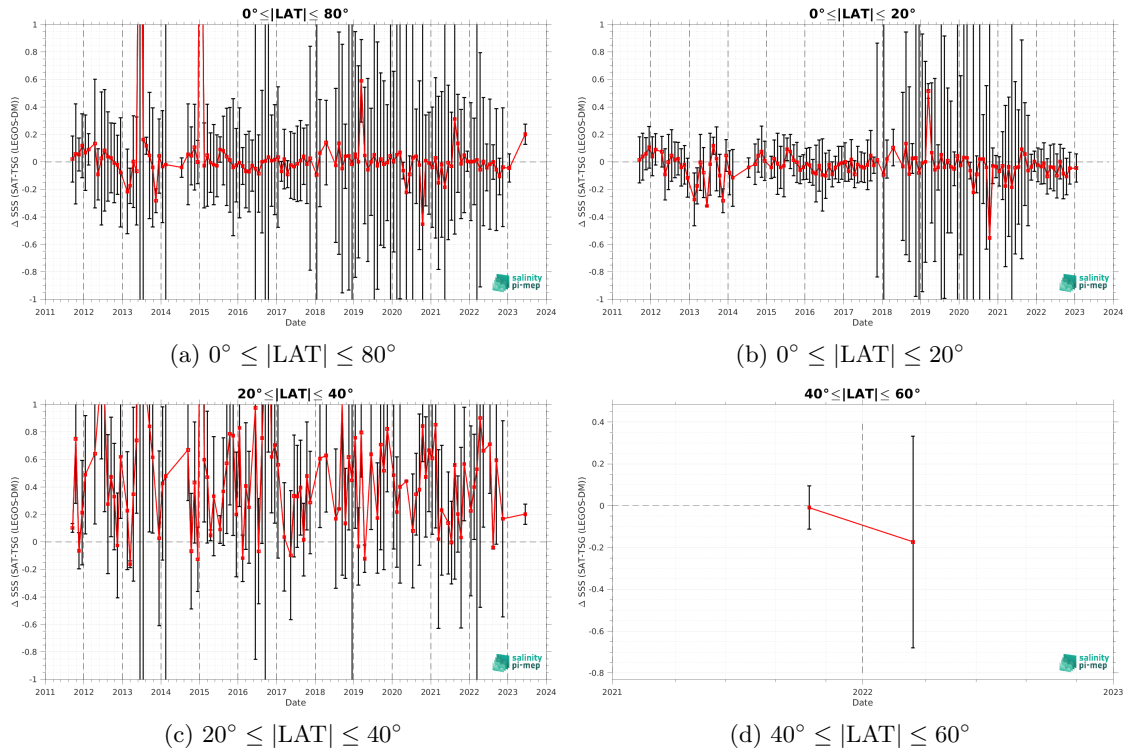 0°≤|LAT|≤ 80°
Δ SSS (SAT-TSG (LEGOS-DM))
1
0.8
0.6
0.4
0.2
0
-0.2
-0.4
-0.6
-0.8
-1
2011 2012 2013 2014 2015 2016 2017 2018 2019 2020 2021 2022 2023 2024
Date
salinity
pi-mep
(a) 0° ≤ |LAT| ≤ 80°
0°≤|LAT|≤ 20°
Δ SSS (SAT-TSG (LEGOS-DM))
1
0.8
0.6
0.4
0.2
0
-0.2
-0.4
-0.6
-0.8
-1
2011 2012 2013 2014 2015 2016 2017 2018 2019 2020 2021 2022 2023 2024
Date
salinity
pi-mep
(b) 0° ≤ |LAT| ≤ 20°
20°≤|LAT|≤ 40°
Δ SSS (SAT-TSG (LEGOS-DM))
1
0.8
0.6
0.4
0.2
0
-0.2
-0.4
-0.6
-0.8
-1
2011 2012 2013 2014 2015 2016 2017 2018 2019 2020 2021 2022 2023 2024
Date
salinity
pi-mep
(c) 20° ≤ |LAT| ≤ 40°
40°≤|LAT|≤ 60°
Δ SSS (SAT-TSG (LEGOS-DM))
0.4
0.2
0
-0.2
-0.4
-0.6
-0.8
2021 2022 2023
Date
salinity
pi-mep
(d) 40° ≤ |LAT| ≤ 60°